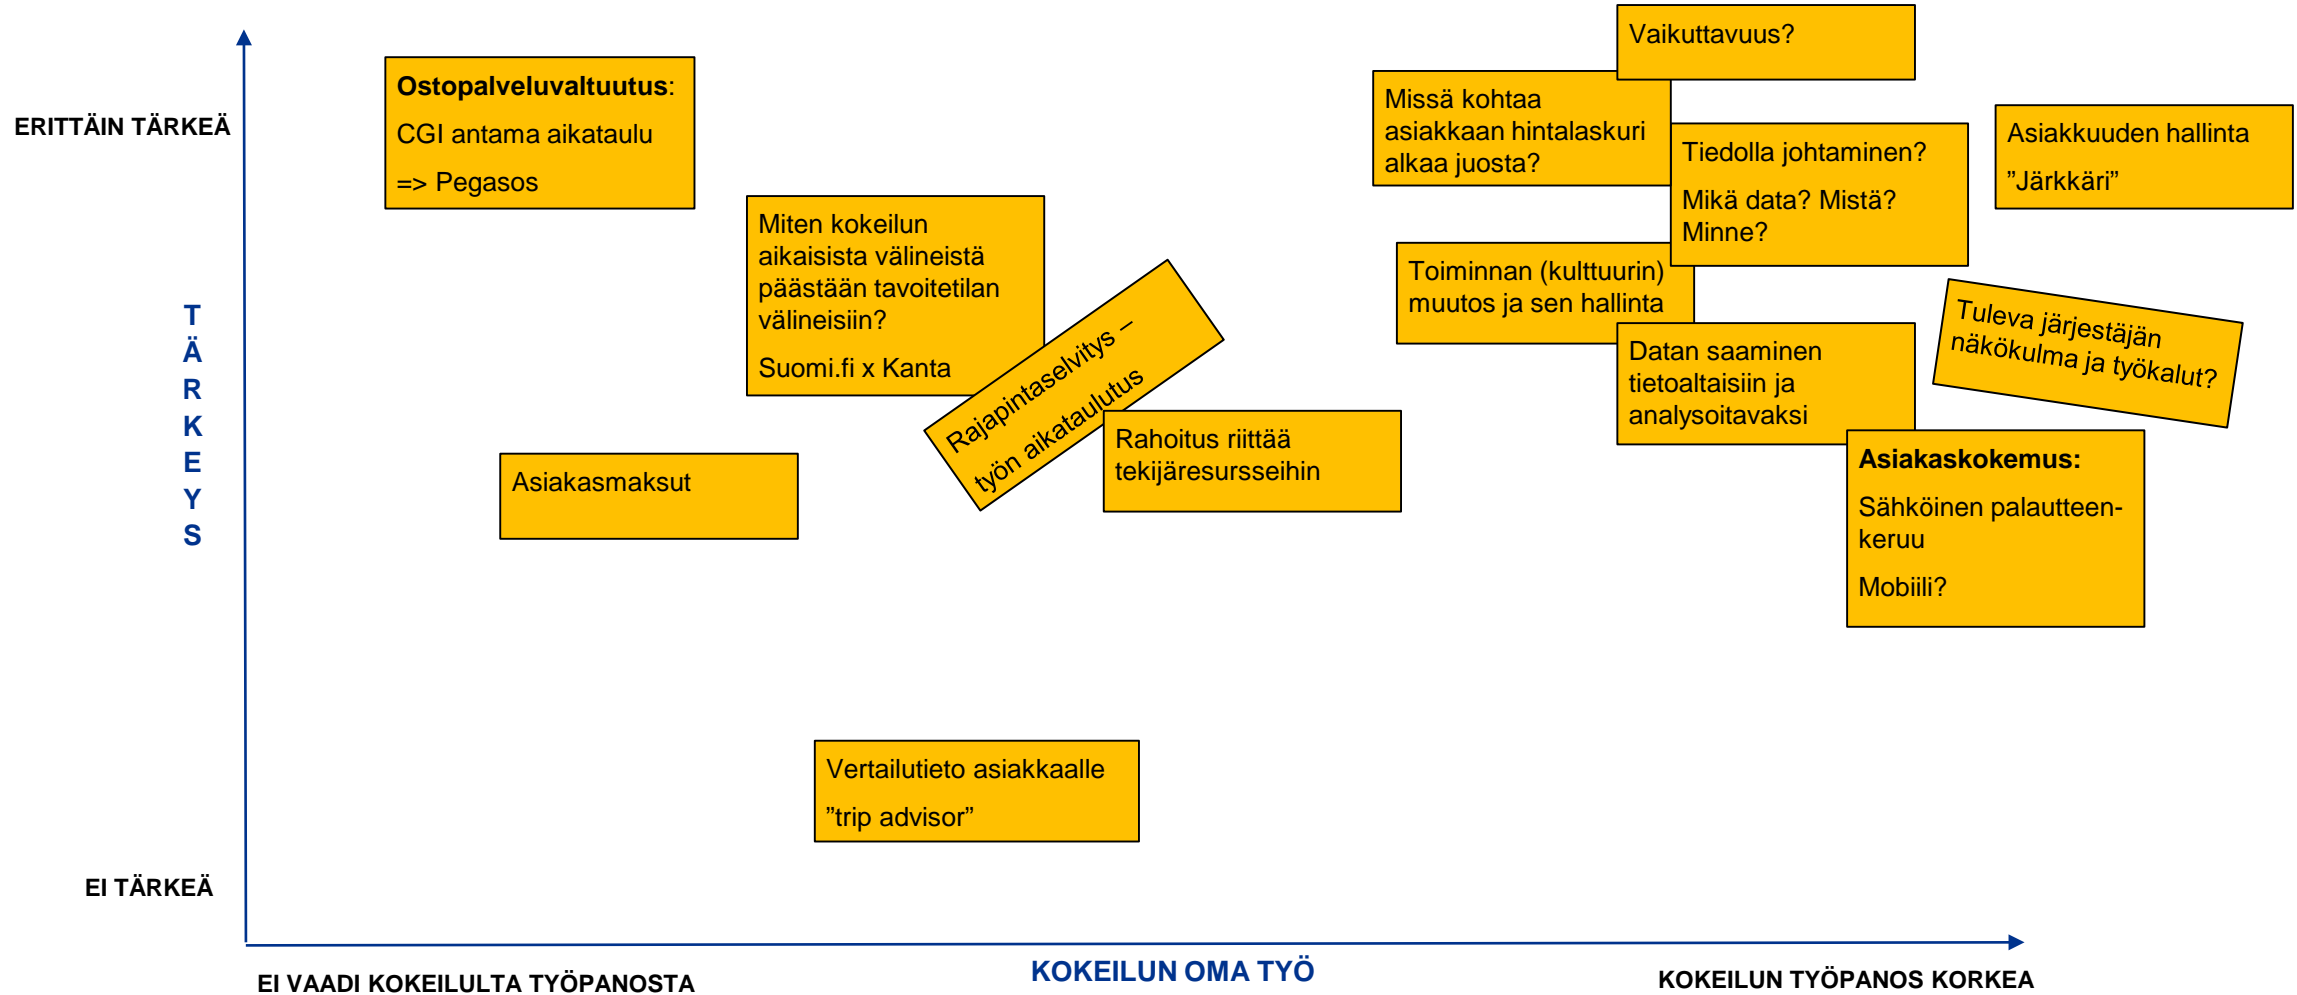 ERITTÄIN TÄRKEÄ
T
Ä
R
K
E
Y
S
EI TÄRKEÄ
Ostopalveluvaltuutus:
CGI antama aikataulu
=> Pegasos
Miten kokeilun
aikaisista välineistä
päästään tavoitetilan
välineisiin?
Suomi.fi x Kanta
Asiakasmaksut
Rajapintaselvitys –
työn aikataulutus
Rahoitus riittää
tekijäresursseihin
Vertailutieto asiakkaalle
”trip advisor”
Vaikuttavuus?
Missä kohtaa
asiakkaan hintalaskuri
alkaa juosta?
Tiedolla johtaminen?
Mikä data? Mistä?
Minne?
Asiakkuuden hallinta
”Järkkäri”
Toiminnan (kulttuurin)
muutos ja sen hallinta
Tuleva järjestäjän
näkökulma ja työkalut?
Datan saaminen
tietoaltaisiin ja
analysoitavaksi
Asiakaskokemus:
Sähköinen palautteen-
keruu
Mobiili?
EI VAADI KOKEILULTA TYÖPANOSTA
KOKEILUN OMA TYÖ
KOKEILUN TYÖPANOS KORKEA